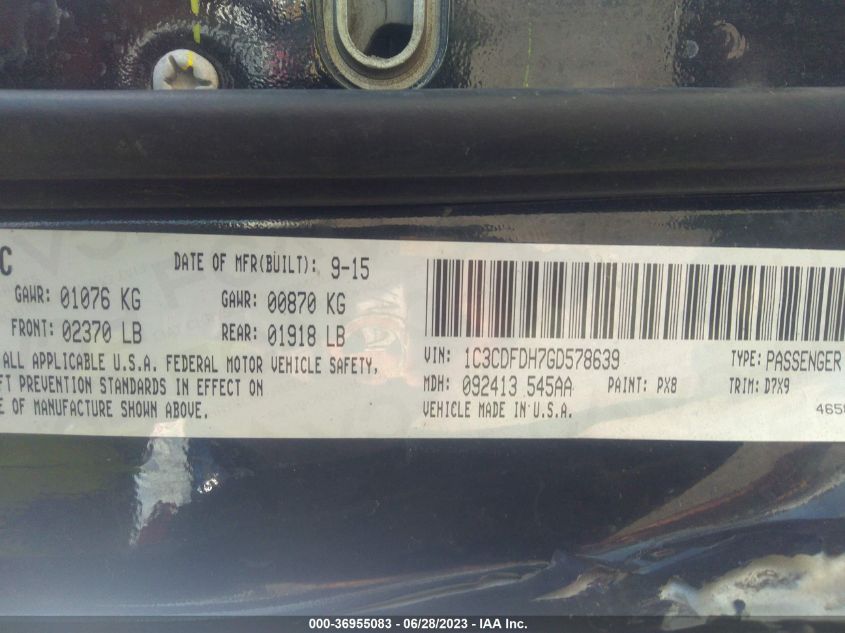 C DATE OF MFR(BUILT): 9-15
GAWR: 01076 KG GAWR: 00870 KG
FRONT: 02370 LB REAR: 01918 LB
ALL APPLICABLE U.S.A. FEDERAL MOTOR VEHICLE SAFETY,
FT PREVENTION STANDARDS IN EFFECT ON
E OF MANUFACTURE SHOWN ABOVE.
VIN: 1C3CDFDH7GD578639 TYPE: PASSENGER
MDH: 092413 545AA PAINT: PX8 TRIM: D7X9
VEHICLE MADE IN U.S.A. 465
000-36955083 / 06/28/2023 - IAA Inc.